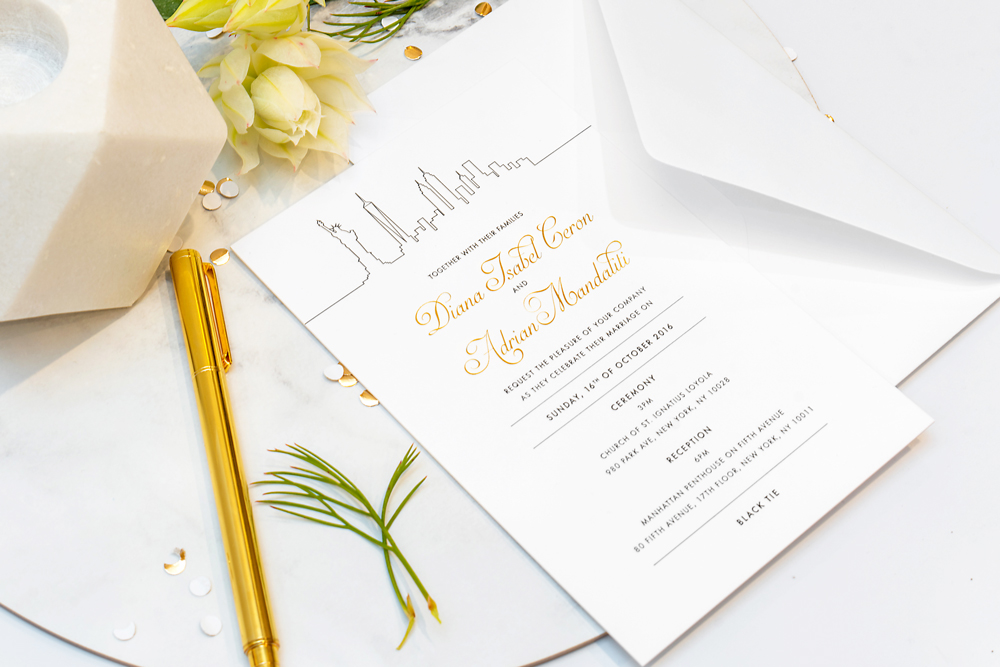 TOGETHER WITH THEIR FAMILIES
Diana Isabel Ceron
AND
Adrian Mandaliti
REQUEST THE PLEASURE OF YOUR COMPANY
AS THEY CELEBRATE THEIR MARRIAGE ON
SUNDAY, 16TH OF OCTOBER 2016
CEREMONY
3PM
CHURCH OF ST. IGNATIUS LOYOLA
980 PARK AVE, NEW YORK, NY 10028
RECEPTION
6PM
MANHATTAN PENTHOUSE ON FIFTH AVENUE
80 FIFTH AVENUE, 17TH FLOOR, NEW YORK, NY 10011
BLACK TIE